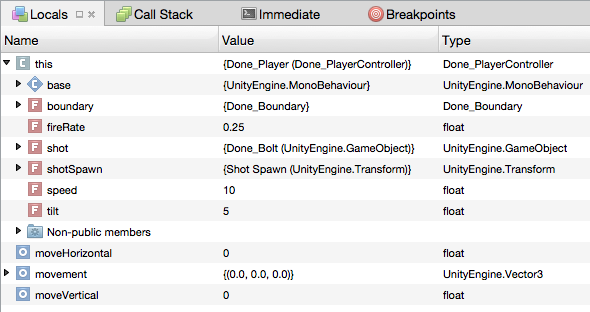 Locals Call Stack Immediate Breakpoints
Name Value Type
this {Done_Player (Done_PlayerController)} Done_PlayerController
base {UnityEngine.MonoBehaviour} UnityEngine.MonoBehaviour
boundary {Done_Boundary} Done_Boundary
fireRate 0.25 float
shot {Done_Bolt (UnityEngine.GameObject)} UnityEngine.GameObject
shotSpawn {Shot Spawn (UnityEngine.Transform)} UnityEngine.Transform
speed 10 float
tilt 5 float
Non-public members
moveHorizontal 0 float
movement {(0.0, 0.0, 0.0)} UnityEngine.Vector3
moveVertical 0 float